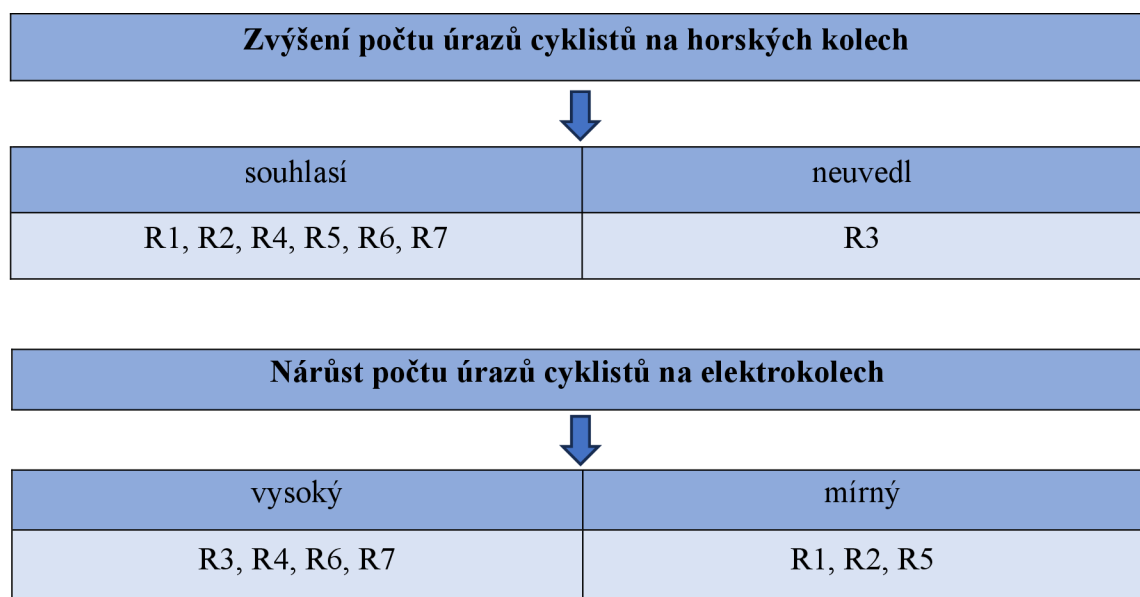 Zvýšení počtu úrazů cyklistů na horských kolech
souhlasí
neuvedl
R1, R2, R4, R5, R6, R7
R3
Nárůst počtu úrazů cyklistů na elektrokolech
vysoký
mírný
R3, R4, R6, R7
R1, R2, R5